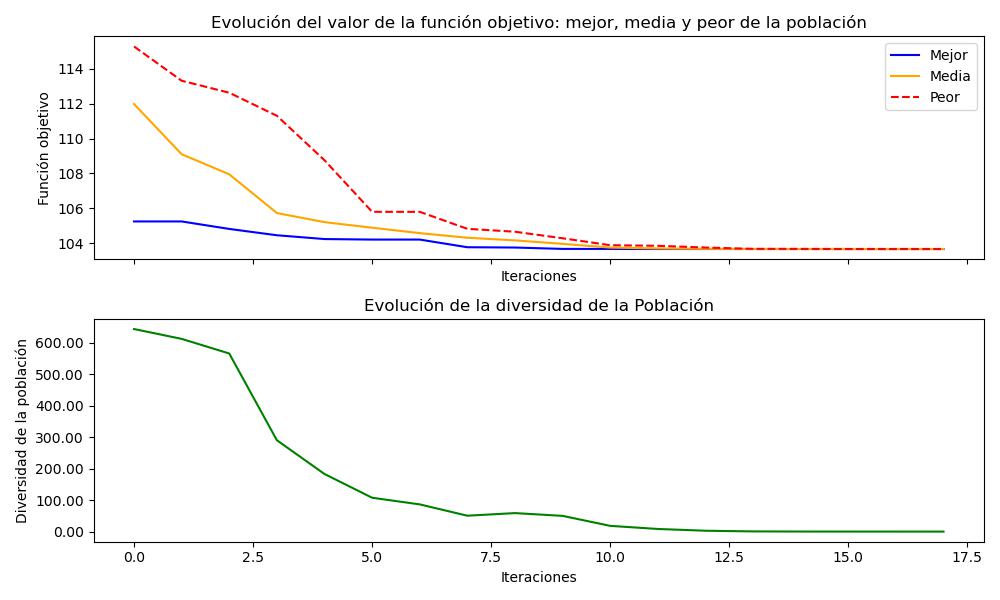 Evolución del valor de la función objetivo: mejor, media y peor de la población
Función objetivo
114
112
110
108
106
104
Mejor
Media
Peor
Iteraciones
Evolución de la diversidad de la Población
Diversidad de la población
600.00
500.00
400.00
300.00
200.00
100.00
0.00
0.0 2.5 5.0 7.5 10.0 12.5 15.0 17.5
Iteraciones